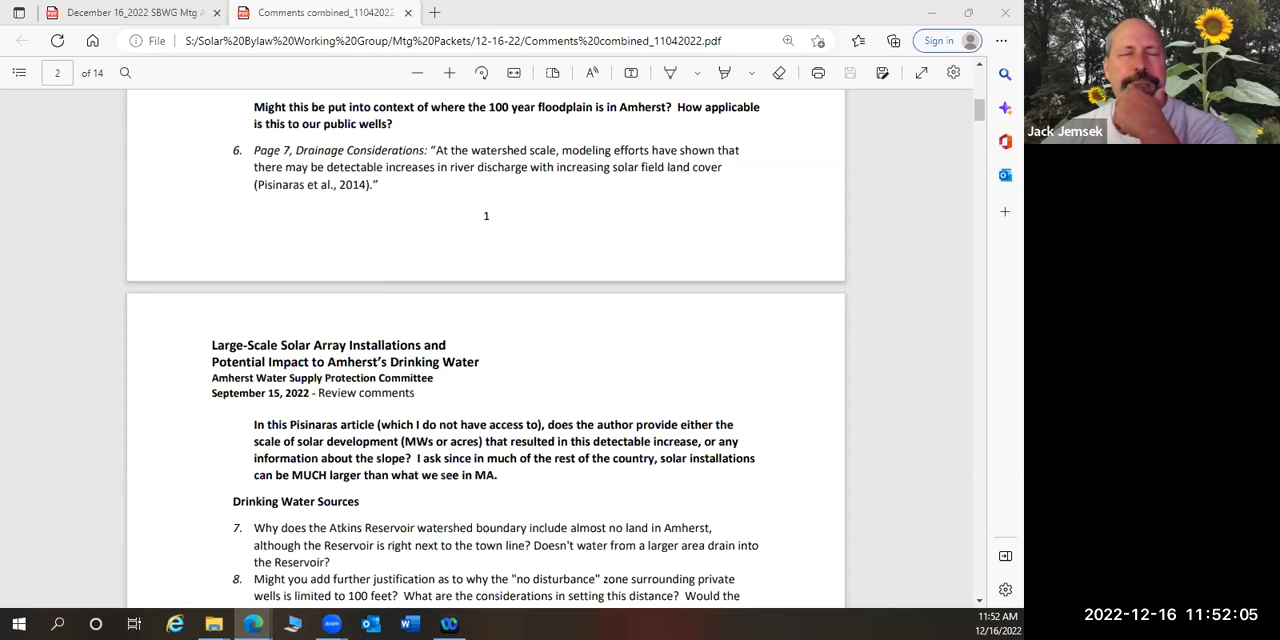 December 16_2022 SBWG Mtg A
Comments combined_11042022
File
S:/Solar%20Bylaw%20Working%20Group/Mtg%20Packets/12-16-22/Comments%20combined_11042022.pdf
Sign in
2 of 14
Might this be put into context of where the 100 year floodplain is in Amherst? How applicable
is this to our public wells?
6. Page 7, Drainage Considerations: “At the watershed scale, modeling efforts have shown that
there may be detectable increases in river discharge with increasing solar field land cover
(Pisinaras et al., 2014).”
1
Large-Scale Solar Array Installations and
Potential Impact to Amherst’s Drinking Water
Amherst Water Supply Protection Committee
September 15, 2022 - Review comments
In this Pisinaras article (which I do not have access to), does the author provide either the
scale of solar development (MWs or acres) that resulted in this detectable increase, or any
information about the slope? I ask since in much of the rest of the country, solar installations
can be MUCH larger than what we see in MA.
Drinking Water Sources
7. Why does the Atkins Reservoir watershed boundary include almost no land in Amherst,
although the Reservoir is right next to the town line? Doesn't water from a larger area drain into
the Reservoir?
8. Might you add further justification as to why the "no disturbance" zone surrounding private
wells is limited to 100 feet? What are the considerations in setting this distance? Would the
Jack Jemsek
11:52 AM
12/16/2022
2022-12-16 11:52:05